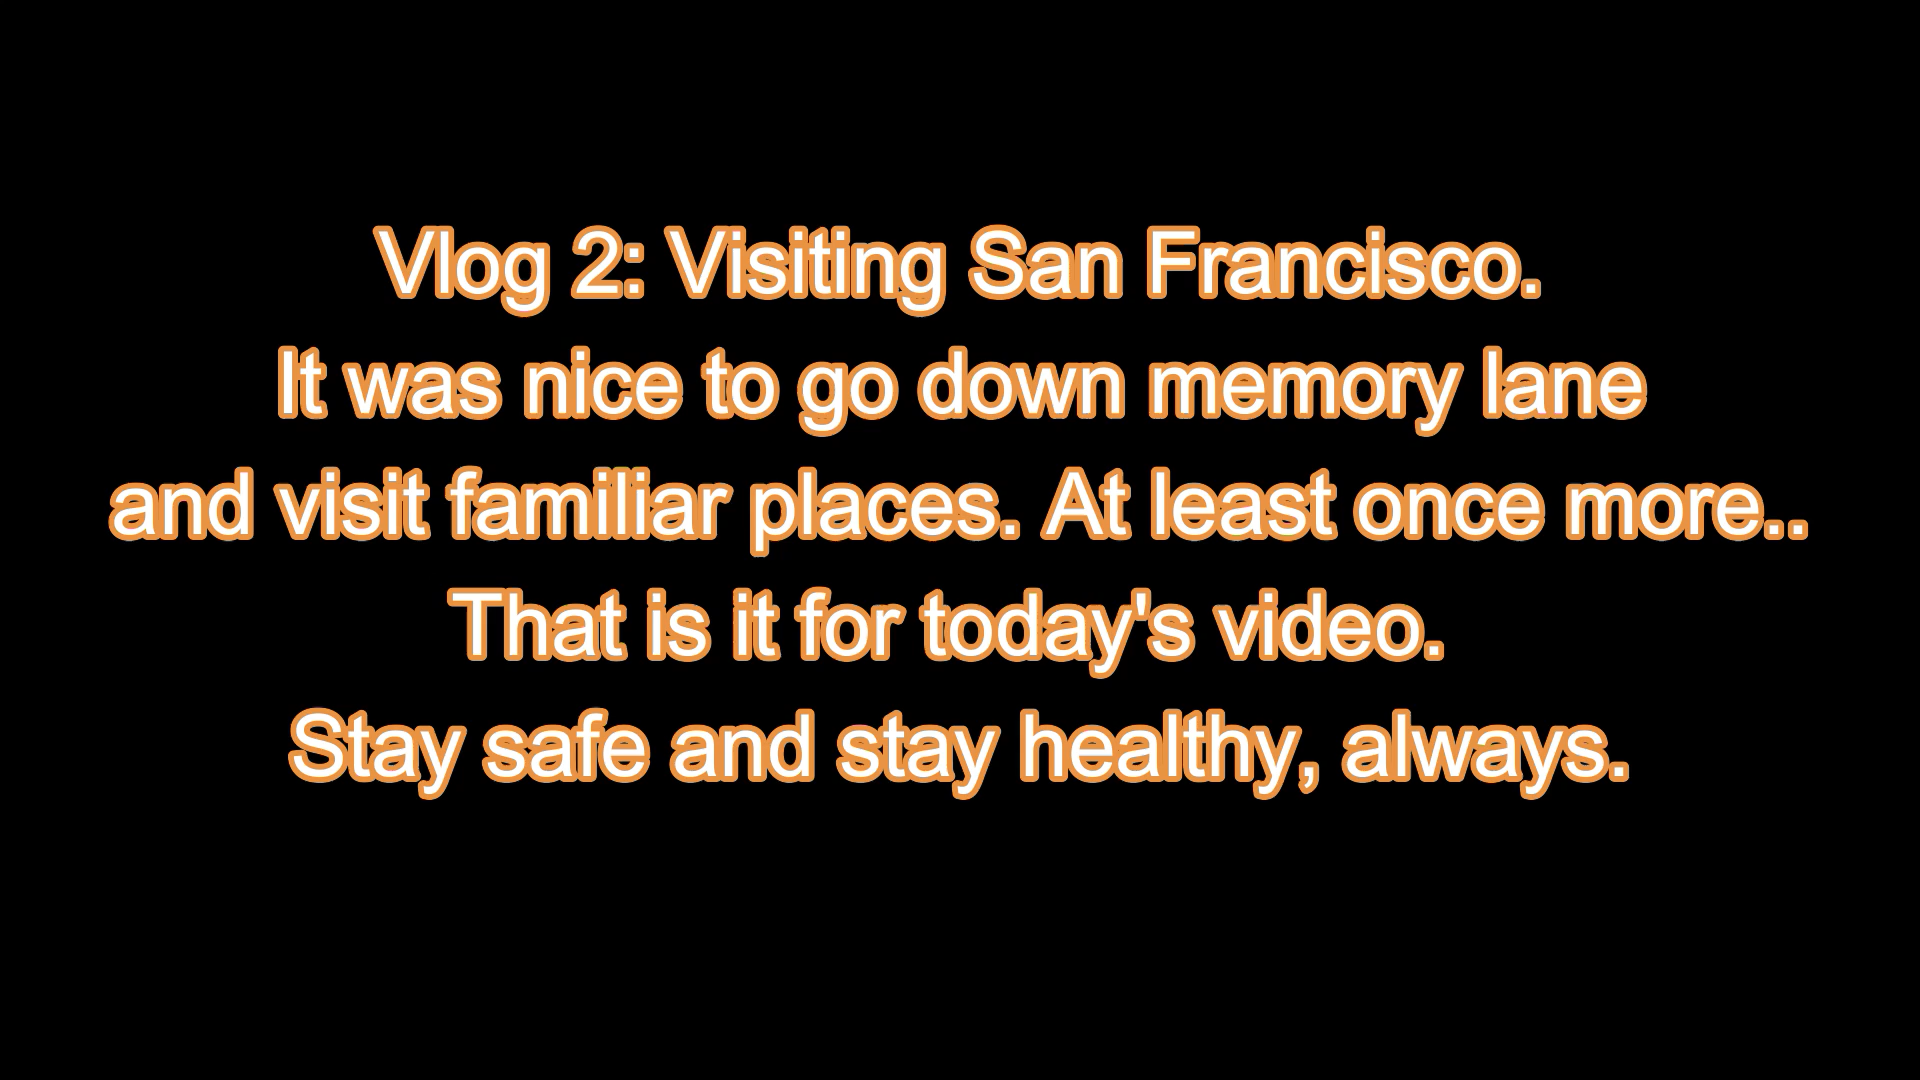 Vlog 2: Visiting San Francisco.
It was nice to go down memory lane
and visit familiar places. At least once more..
That is it for today's video.
Stay safe and stay healthy, always.